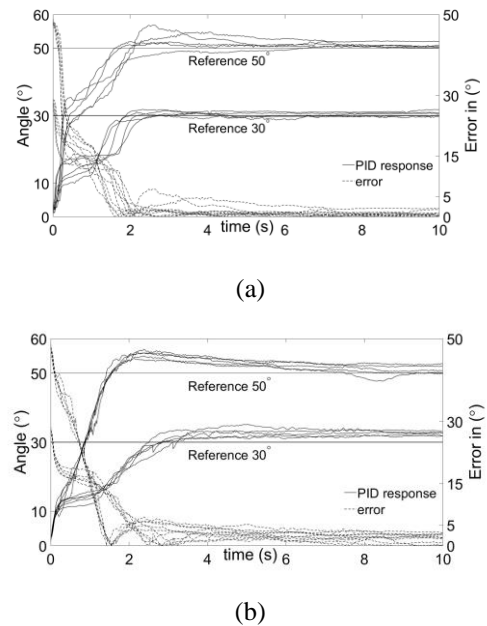 60
50
30
10
0
Angle (°)
50
30
15
5
0
Error in (°)
Reference 50°
Reference 30°
PID response
error
0
2
4
6
8
10
time (s)
(a)
60
50
30
10
0
Angle (°)
50
30
15
5
0
Error in (°)
Reference 50°
Reference 30°
PID response
error
0
2
4
6
8
10
time (s)
(b)